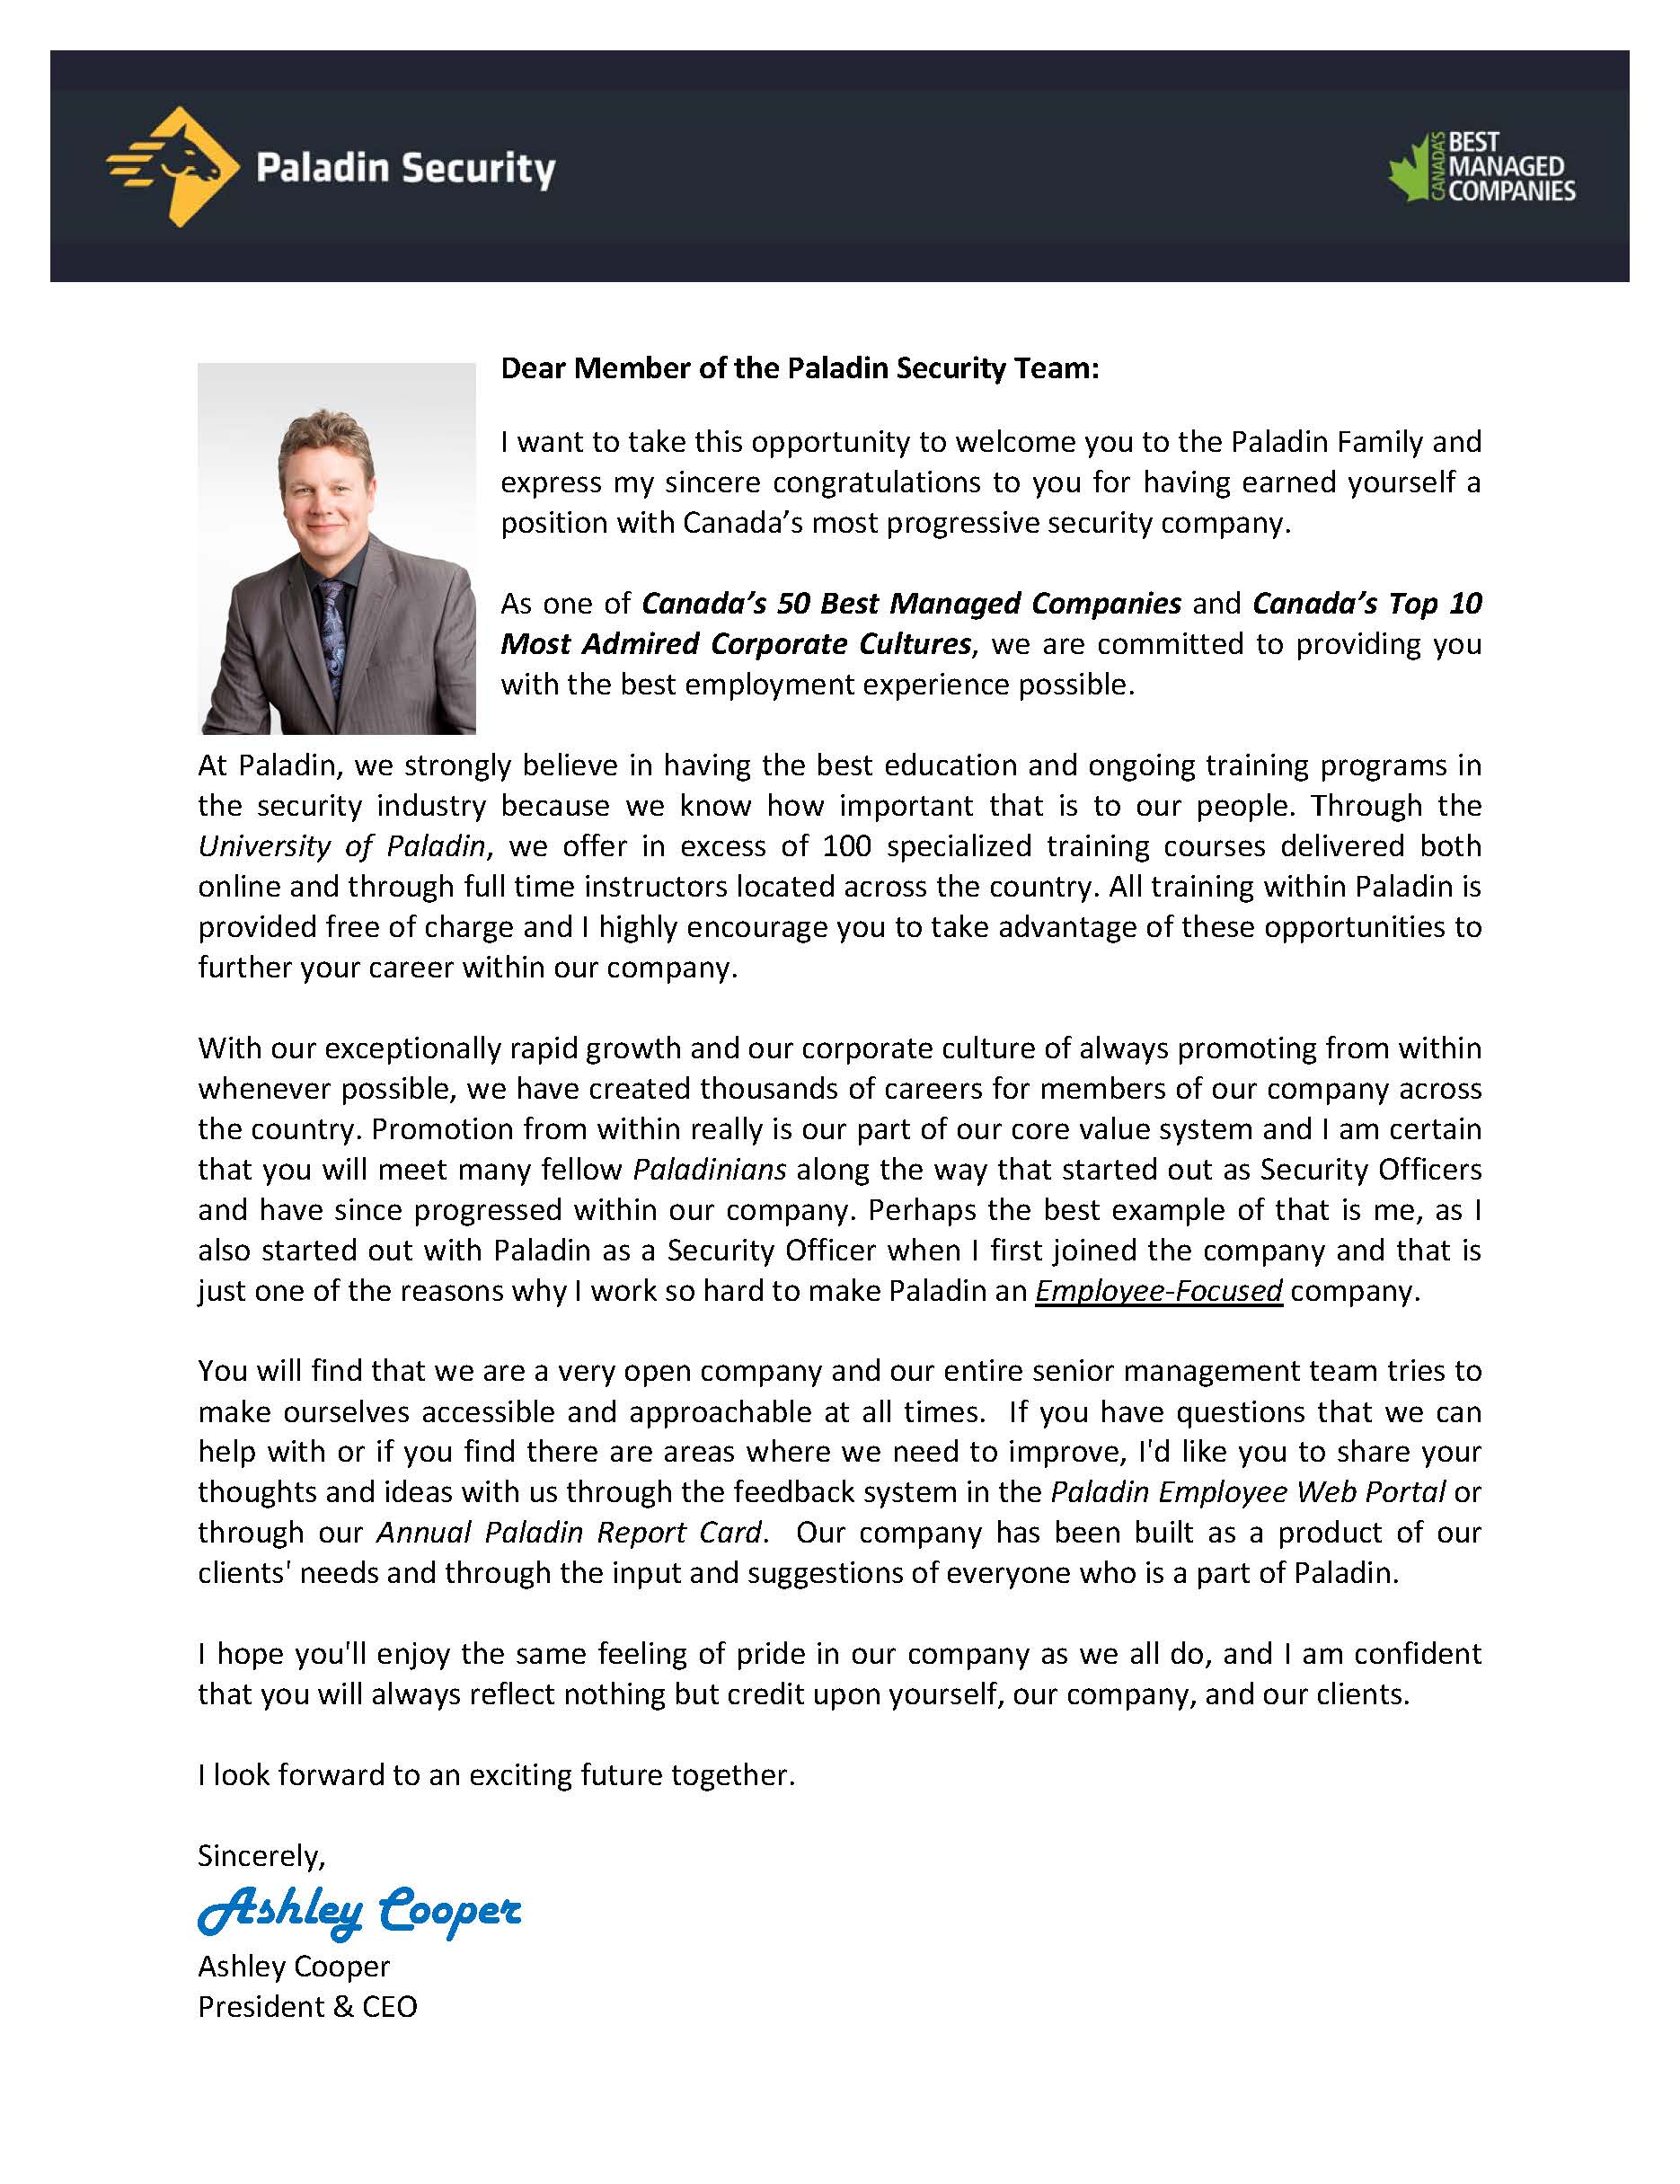 Paladin Security
CANADA'S
BEST
MANAGED
COMPANIES
Dear Member of the Paladin Security Team:
I want to take this opportunity to welcome you to the Paladin Family and
express my sincere congratulations to you for having earned yourself a
position with Canada’s most progressive security company.
As one of Canada’s 50 Best Managed Companies and Canada’s Top 10
Most Admired Corporate Cultures, we are committed to providing you
with the best employment experience possible.
At Paladin, we strongly believe in having the best education and ongoing training programs in
the security industry because we know how important that is to our people. Through the
University of Paladin, we offer in excess of 100 specialized training courses delivered both
online and through full time instructors located across the country. All training within Paladin is
provided free of charge and I highly encourage you to take advantage of these opportunities to
further your career within our company.
With our exceptionally rapid growth and our corporate culture of always promoting from within
whenever possible, we have created thousands of careers for members of our company across
the country. Promotion from within really is our part of our core value system and I am certain
that you will meet many fellow Paladinians along the way that started out as Security Officers
and have since progressed within our company. Perhaps the best example of that is me, as I
also started out with Paladin as a Security Officer when I first joined the company and that is
just one of the reasons why I work so hard to make Paladin an Employee-Focused company.
You will find that we are a very open company and our entire senior management team tries to
make ourselves accessible and approachable at all times.  If you have questions that we can
help with or if you find there are areas where we need to improve, I'd like you to share your
thoughts and ideas with us through the feedback system in the Paladin Employee Web Portal or
through our Annual Paladin Report Card.  Our company has been built as a product of our
clients' needs and through the input and suggestions of everyone who is a part of Paladin.
I hope you'll enjoy the same feeling of pride in our company as we all do, and I am confident
that you will always reflect nothing but credit upon yourself, our company, and our clients.
I look forward to an exciting future together.
Sincerely,
Ashley Cooper
Ashley Cooper
President & CEO